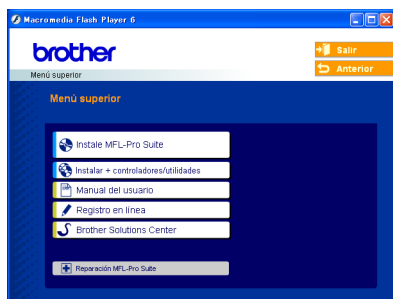 Macromedia Flash Player 6
brother
Salir
Anterior
Menú superior
Menú superior
Instale MFL-Pro Suite
Instalar + controladores/utilidades
Manual del usuario
Registro en línea
Brother Solutions Center
Reparación MFL-Pro Suite